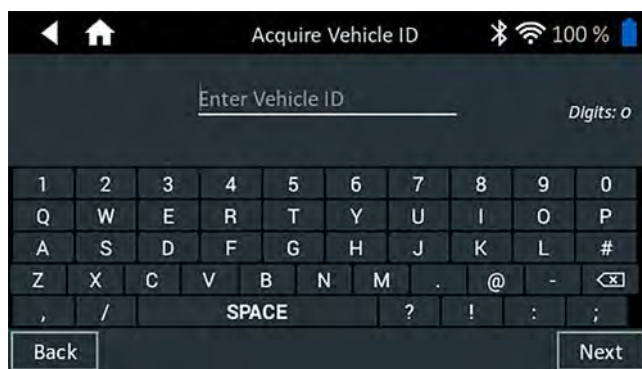 Acquire Vehicle ID 100 %
Enter Vehicle ID
Digits: 0
1 2 3 4 5 6 7 8 9 0
Q W E R T Y U I O P
A S D F G H J K L #
Z X C V B N M . @ -
, / SPACE ? ! : ;
Back Next